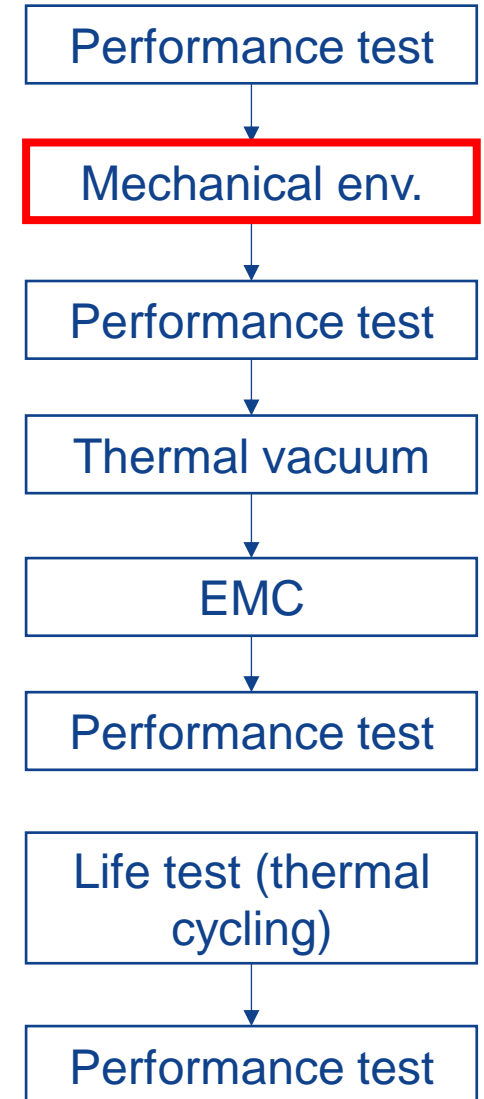 Performance test
Mechanical env.
Performance test
Thermal vacuum
EMC
Performance test
Life test (thermal
cycling)
Performance test